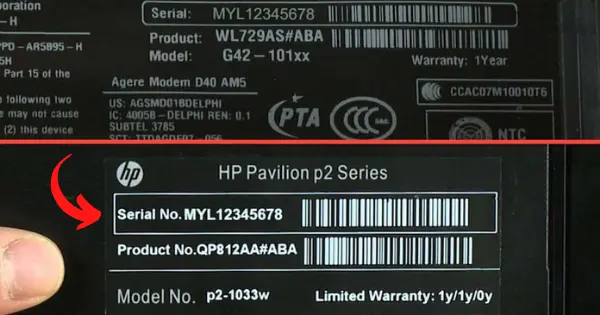 oration
- H
PPD – AR5895 – H
5H
Part 15 of the
e following two
e may not cause
(2) this device
Serial: MYL12345678
Product: WL729AS#ABA
Model: G42 - 101xx
Warranty: 1Year
Agere Modem D40 AM5
US: AGSMD01BDELPHI
IC: 4005B - DELPHI REN: 0.1
SUBTEL 3785
PTA
CCC
CCAC07M10010T6
NTC
hp
HP Pavilion p2 Series
Serial No.MYL12345678
Product No.QP812AA#ABA
Model No. p2-1033w
Limited Warranty: 1y/1y/0y